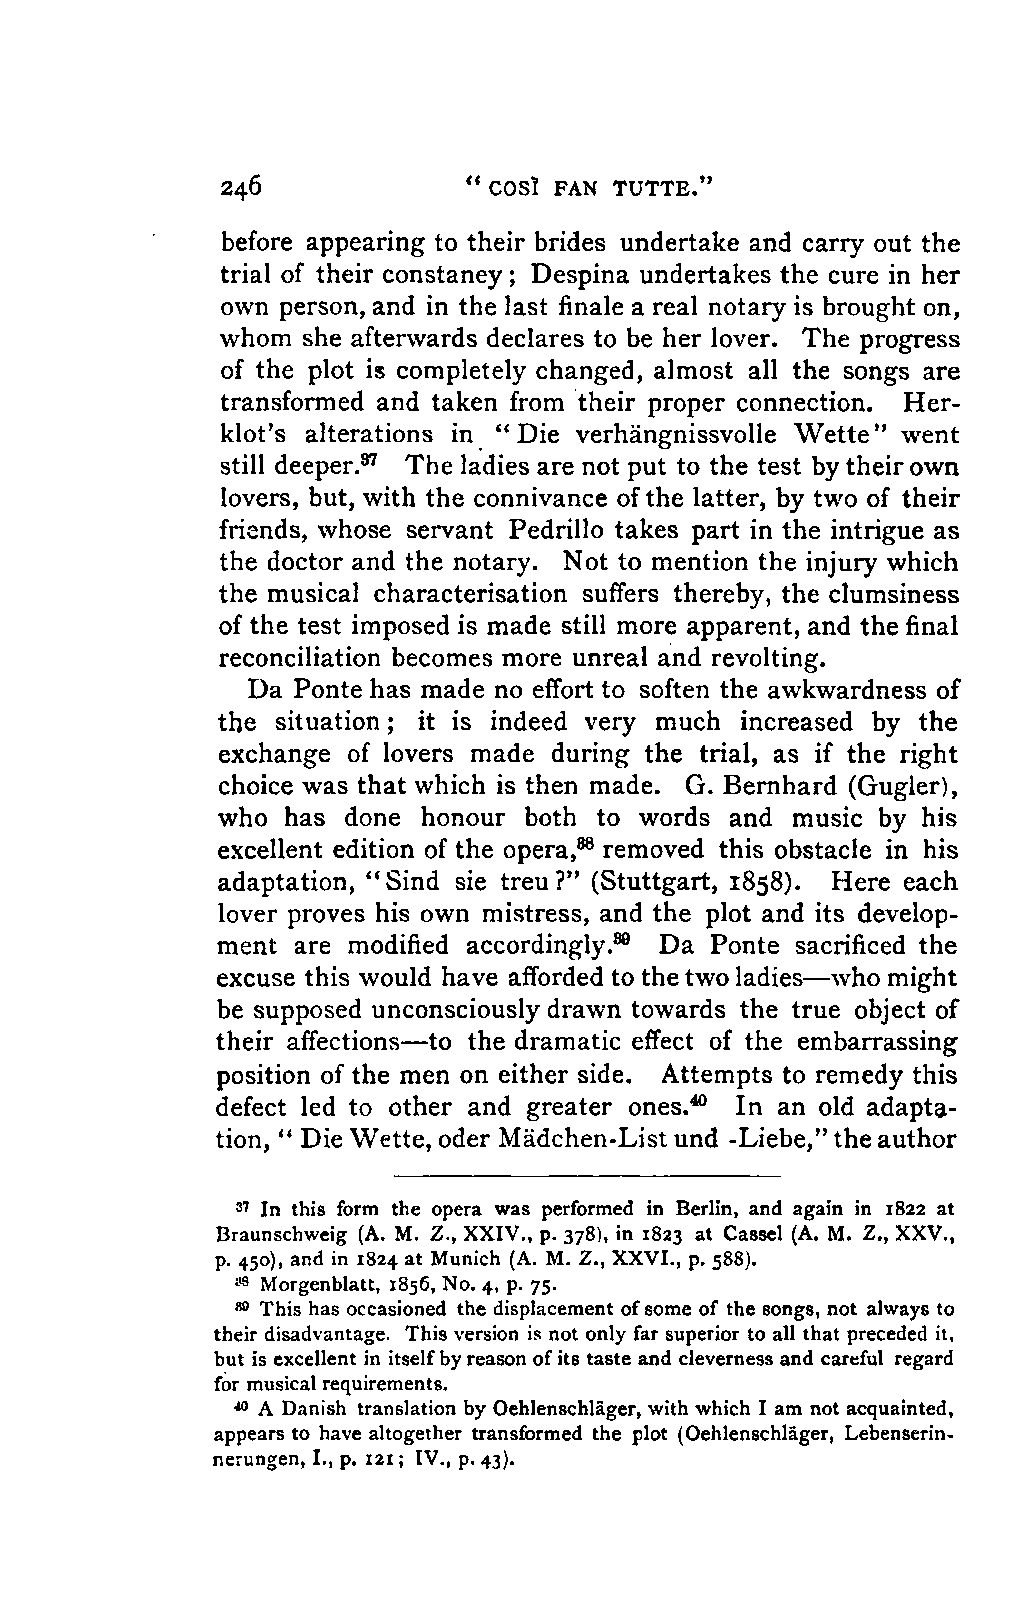 246 " COSÌ FAN TUTTE."
before appearing to their brides undertake and carry out the
trial of their constaney; Despina undertakes the cure in her
own person, and in the last finale a real notary is brought on,
whom she afterwards declares to be her lover. The progress
of the plot is completely changed, almost all the songs are
transformed and taken from their proper connection. Her-
klot's alterations in "Die verhängnissvolle Wette" went
still deeper.³⁷ The ladies are not put to the test by their own
lovers, but, with the connivance of the latter, by two of their
friends, whose servant Pedrillo takes part in the intrigue as
the doctor and the notary. Not to mention the injury which
the musical characterisation suffers thereby, the clumsiness
of the test imposed is made still more apparent, and the final
reconciliation becomes more unreal and revolting.
Da Ponte has made no effort to soften the awkwardness of
the situation; it is indeed very much increased by the
exchange of lovers made during the trial, as if the right
choice was that which is then made. G. Bernhard (Gugler),
who has done honour both to words and music by his
excellent edition of the opera,³⁸ removed this obstacle in his
adaptation, "Sind sie treu?" (Stuttgart, 1858). Here each
lover proves his own mistress, and the plot and its develop-
ment are modified accordingly.³⁹ Da Ponte sacrificed the
excuse this would have afforded to the two ladies—who might
be supposed unconsciously drawn towards the true object of
their affections—to the dramatic effect of the embarrassing
position of the men on either side. Attempts to remedy this
defect led to other and greater ones.⁴⁰ In an old adapta-
tion, " Die Wette, oder Mädchen-List und -Liebe," the author
³⁷ In this form the opera was performed in Berlin, and again in 1822 at
Braunschweig (A. M. Z., XXIV., p. 378), in 1823 at Cassel (A. M. Z., XXV.,
p. 450), and in 1824 at Munich (A. M. Z., XXVI., p. 588).
³⁸ Morgenblatt, 1856, No. 4, p. 75.
³⁹ This has occasioned the displacement of some of the songs, not always to
their disadvantage. This version is not only far superior to all that preceded it,
but is excellent in itself by reason of its taste and cleverness and careful regard
for musical requirements.
⁴⁰ A Danish translation by Oehlenschläger, with which I am not acquainted,
appears to have altogether transformed the plot (Oehlenschläger, Lebenserin-
nerungen, I., p. 121; IV., p. 43).